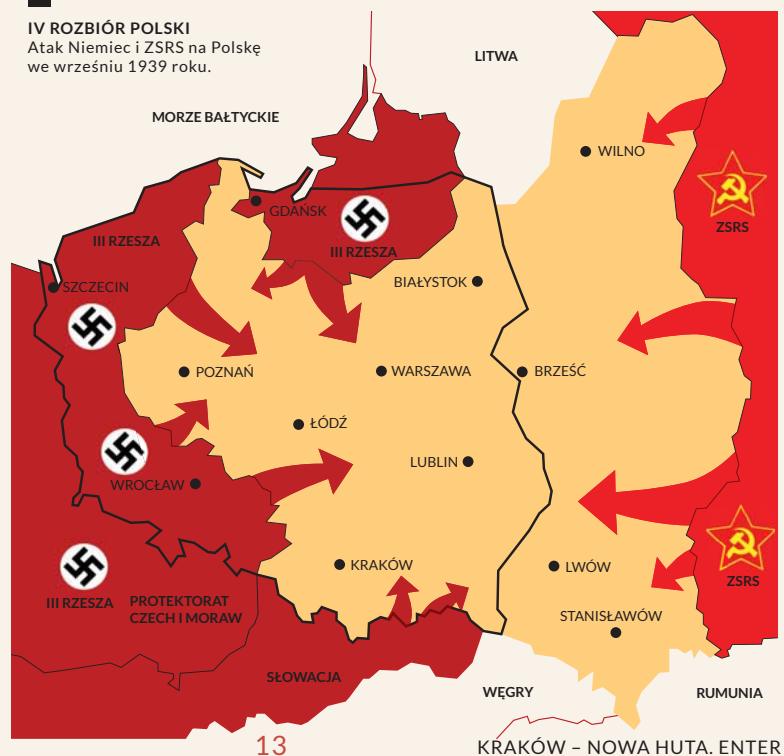 IV ROZBIÓR POLSKI
Atak Niemiec i ZSRS na Polskę
we wrześniu 1939 roku.
LITWA
MORZE BAŁTYCKIE
WILNO
ZSRS
GDAŃSK
III RZESZA
III RZESZA
BIAŁYSTOK
SZCZECIN
POZNAŃ
WARSZAWA
BRZEŚĆ
ŁÓDŹ
LUBLIN
WROCŁAW
KRAKÓW
LWÓW
ZSRS
III RZESZA
PROTEKTORAT
CZECH I MORAW
STANISŁAWÓW
SŁOWACJA
WĘGRY
RUMUNIA
13
KRAKÓW – NOWA HUTA. ENTER